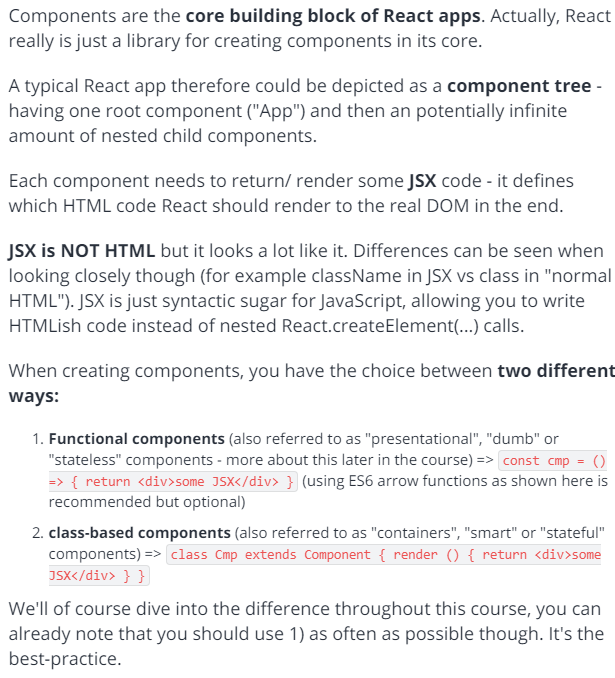 Components are the core building block of React apps. Actually, React
really is just a library for creating components in its core.
A typical React app therefore could be depicted as a component tree -
having one root component ("App") and then an potentially infinite
amount of nested child components.
Each component needs to return/ render some JSX code - it defines
which HTML code React should render to the real DOM in the end.
JSX is NOT HTML but it looks a lot like it. Differences can be seen when
looking closely though (for example className in JSX vs class in "normal
HTML"). JSX is just syntactic sugar for JavaScript, allowing you to write
HTMLish code instead of nested React.createElement(...) calls.
When creating components, you have the choice between two different
ways:
1. Functional components (also referred to as "presentational", "dumb" or
"stateless" components - more about this later in the course) => const cmp = ()
=> { return <div>some JSX</div> } (using ES6 arrow functions as shown here is
recommended but optional)
2. class-based components (also referred to as "containers", "smart" or "stateful"
components) => class Cmp extends Component { render () { return <div>some
JSX</div> } }
We'll of course dive into the difference throughout this course, you can
already note that you should use 1) as often as possible though. It's the
best-practice.